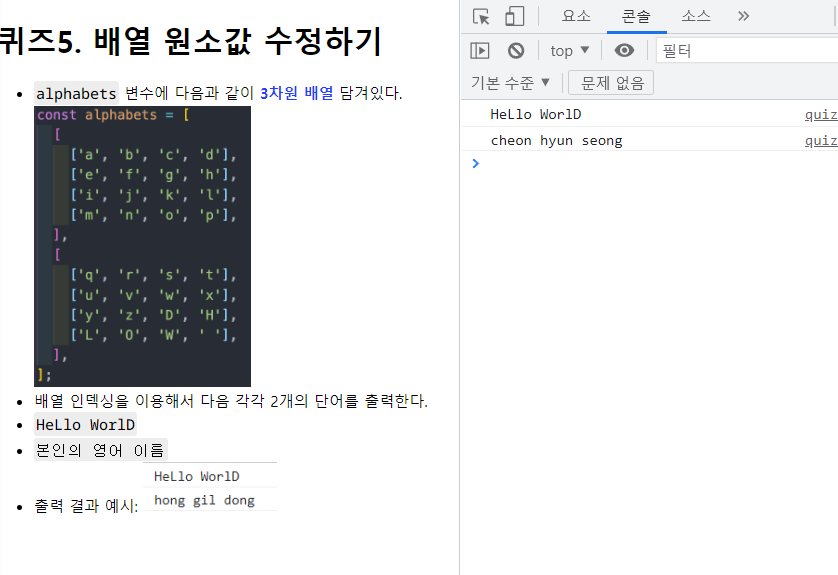 퀴즈5. 배열 원소값 수정하기
alphabets 변수에 다음과 같이 3차원 배열 담겨있다.
const alphabets = [
[
['a', 'b', 'c', 'd'],
['e', 'f', 'g', 'h'],
['i', 'j', 'k', 'l'],
['m', 'n', 'o', 'p'],
],
[
['q', 'r', 's', 't'],
['u', 'v', 'w', 'x'],
['y', 'z', 'D', 'H'],
['L', 'O', 'W', ' '],
],
];
배열 인덱싱을 이용해서 다음 각각 2개의 단어를 출력한다.
HeLlo WorlD
본인의 영어 이름
출력 결과 예시:
HeLlo WorlD
hong gil dong
요소 콘솔 소스 »
top ▼ 필터
기본 수준 ▼ 문제 없음
HeLlo WorlD quiz
cheon hyun seong quiz
>